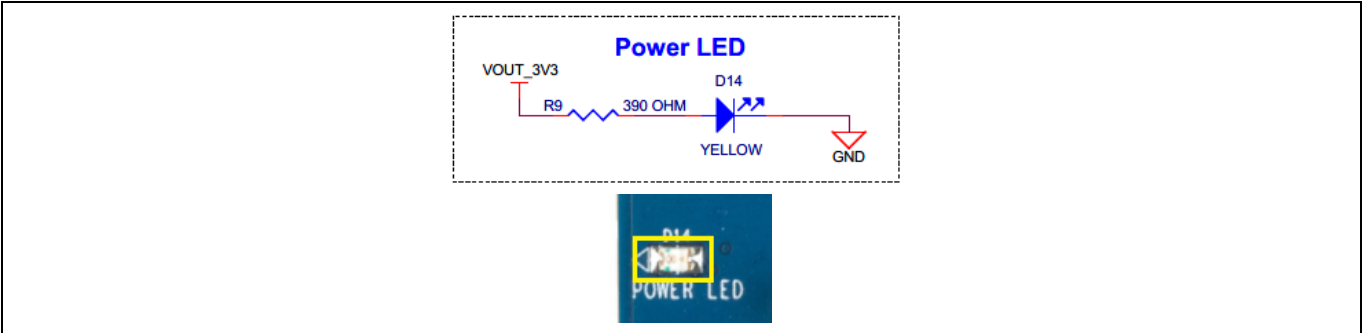 Power LED
VOUT_3V3
D14
R9 390 OHM
YELLOW
GND
D14
POWER LED